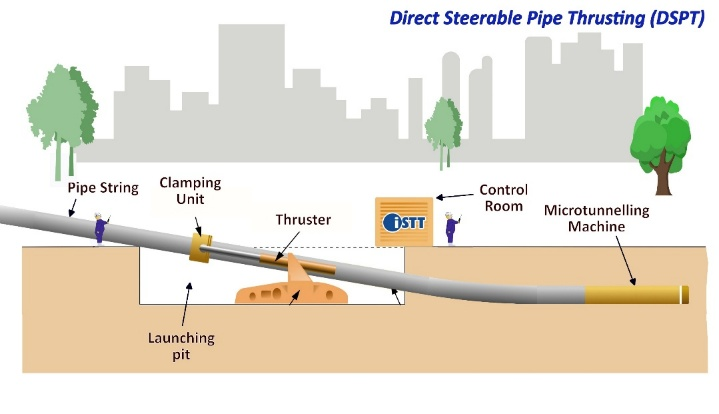 Direct Steerable Pipe Thrusting (DSPT)
Pipe String
Clamping
Unit
Thruster
Control
Room
Microtunnelling
Machine
iSTT
Launching
pit